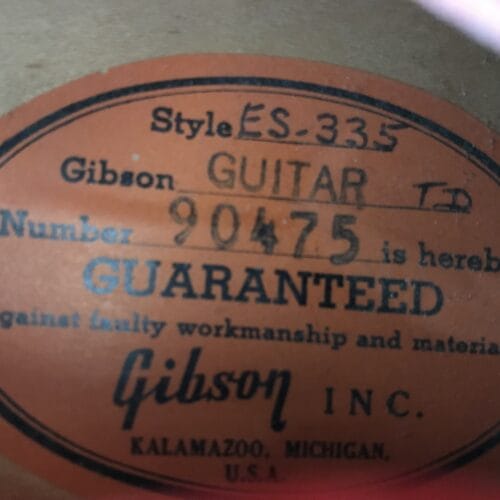 Style ES-335
Gibson GUITAR TD
Number 90475 is hereb
GUARANTEED
gainst faulty workmanship and materia
Gibson INC.
KALAMAZOO, MICHIGAN,
U.S.A.